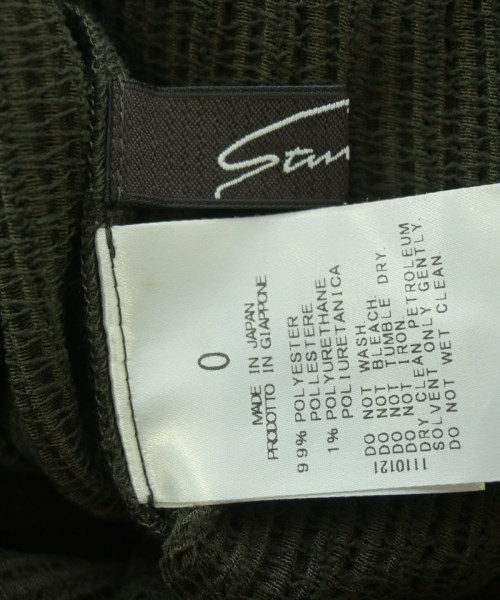 0
MADE IN JAPAN
PRODOTTO IN GIAPPONE
99% POLYESTER
POLLESTERE
1% POLYURETHANE
POLIURETANICA
DO NOT WASH.
DO NOT BLEACH.
DO NOT TUMBLE DRY.
DO NOT IRON.
DRY CLEAN PETROLEUM
SOLVENT ONLY GENTLY.
DO NOT WET CLEAN.
1110121